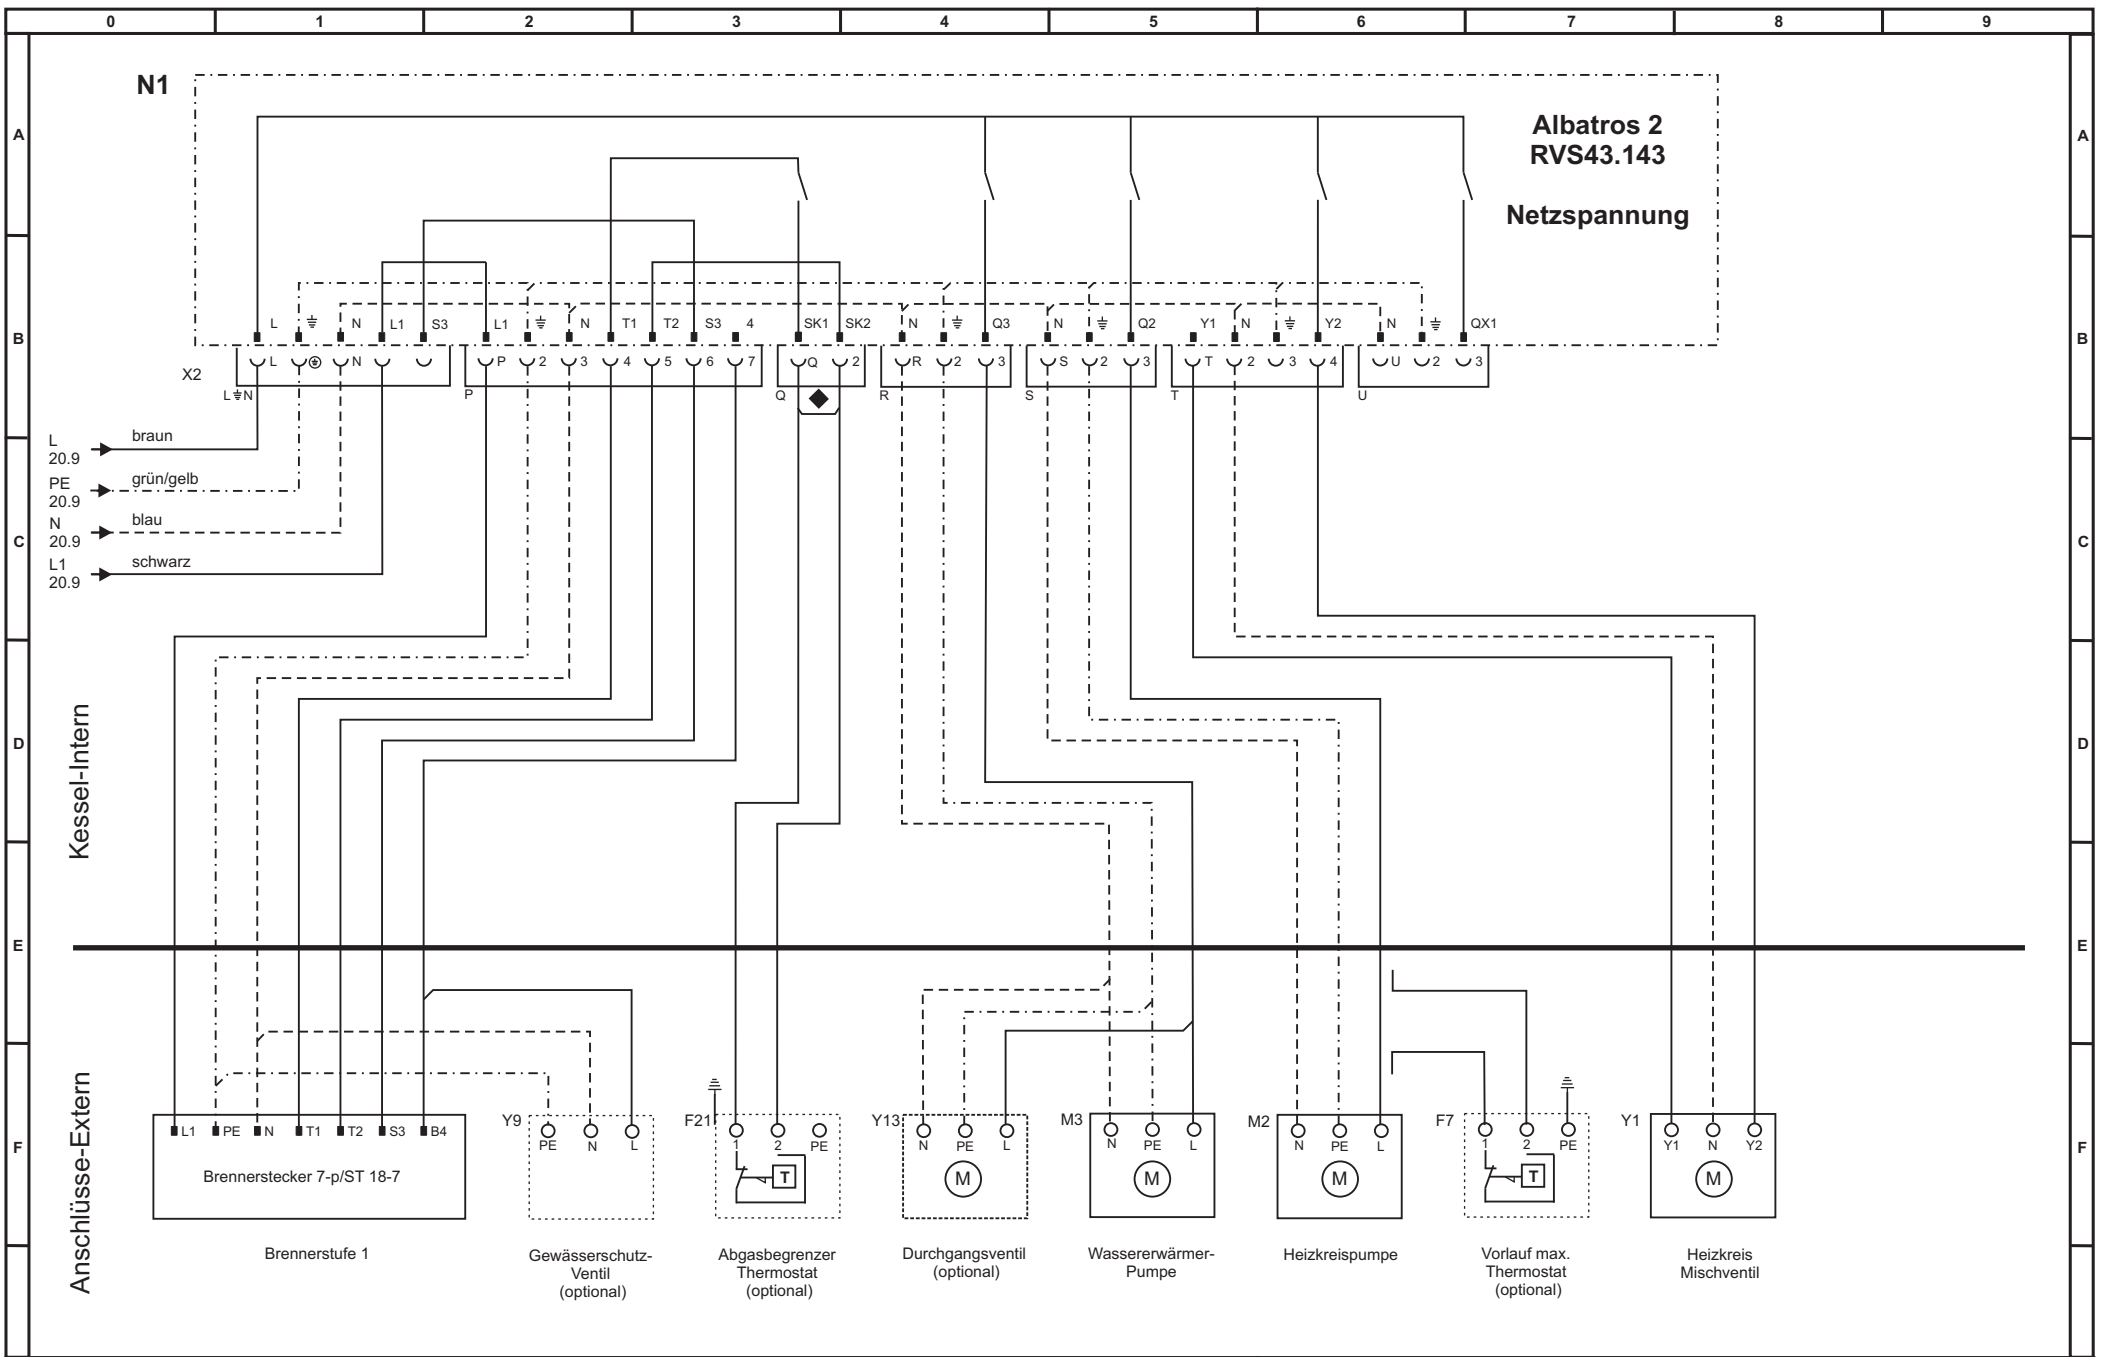 0 1 2 3 4 5 6 7 8 9
N1
Albatros 2
RVS43.143
Netzspannung
A A
L N L1 S3 L1 N T1 T2 S3 4 SK1 SK2 N Q3 N Q2 Y1 N Y2 N QX1
B B
X2 L N P 2 3 4 5 6 7 Q 2 R 2 3 S 2 3 T 2 3 4 U 2 3
L N P Q R S T U
L
20.9
braun
PE
20.9
grün/gelb
N
20.9
blau
L1
20.9
schwarz
C C
Kessel-Intern
D D
E E
Anschlüsse-Extern
F F
L1 PE N T1 T2 S3 B4
Brennerstecker 7-p/ST 18-7
Brennerstufe 1
Y9
PE N L
Gewässerschutz-
Ventil
(optional)
F21
1 2 PE
T
Abgasbegrenzer
Thermostat
(optional)
Y13
N PE L
M
Durchgangsventil
(optional)
M3
N PE L
M
Wassererwärmer-
Pumpe
M2
N PE L
M
Heizkreispumpe
F7
1 2 PE
T
Vorlauf max.
Thermostat
(optional)
Y1
Y1 N Y2
M
Heizkreis
Mischventil